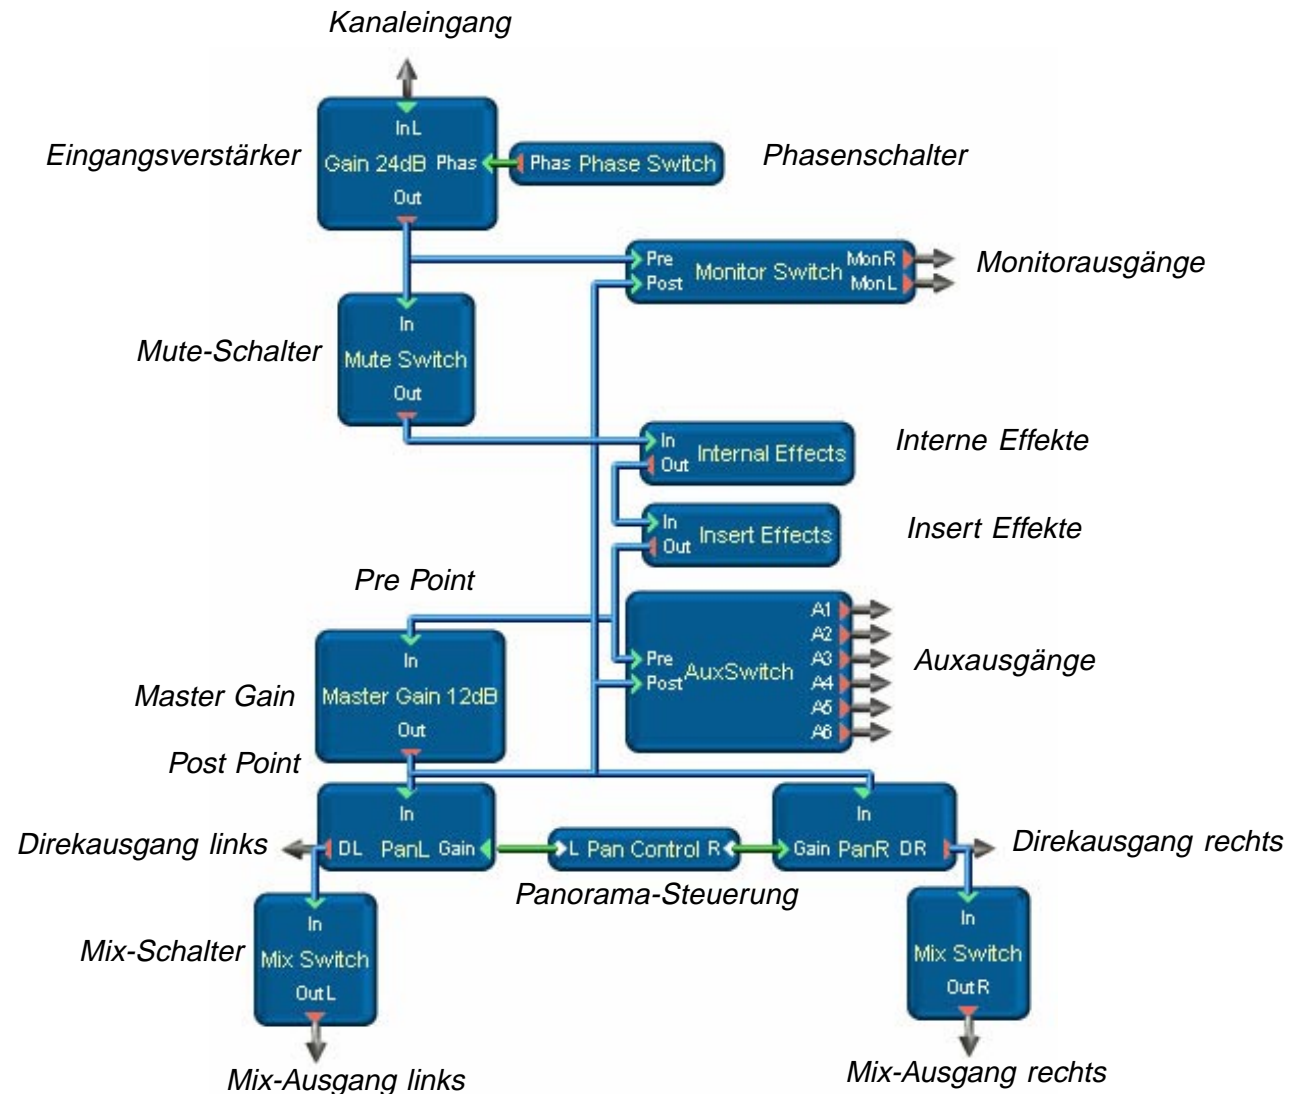 Kanaleingang
InL
Eingangsverstärker
Gain 24dB Phas
Phas Phase Switch
Phasenschalter
Out
Pre
Post
Monitor Switch
MonR
MonL
Monitorausgänge
In
Mute-Schalter
Mute Switch
Out
In
Out
Internal Effects
Interne Effekte
In
Out
Insert Effects
Insert Effekte
Pre Point
A1
A2
A3
A4
A5
A6
Pre
Post
AuxSwitch
Auxausgänge
In
Master Gain
Master Gain 12dB
Out
Post Point
In
In
Direkausgang links
DL PanL Gain
L Pan Control R
Gain PanR DR
Direkausgang rechts
Panorama-Steuerung
In
Mix-Schalter
Mix Switch
OutL
In
Mix Switch
OutR
Mix-Ausgang links
Mix-Ausgang rechts